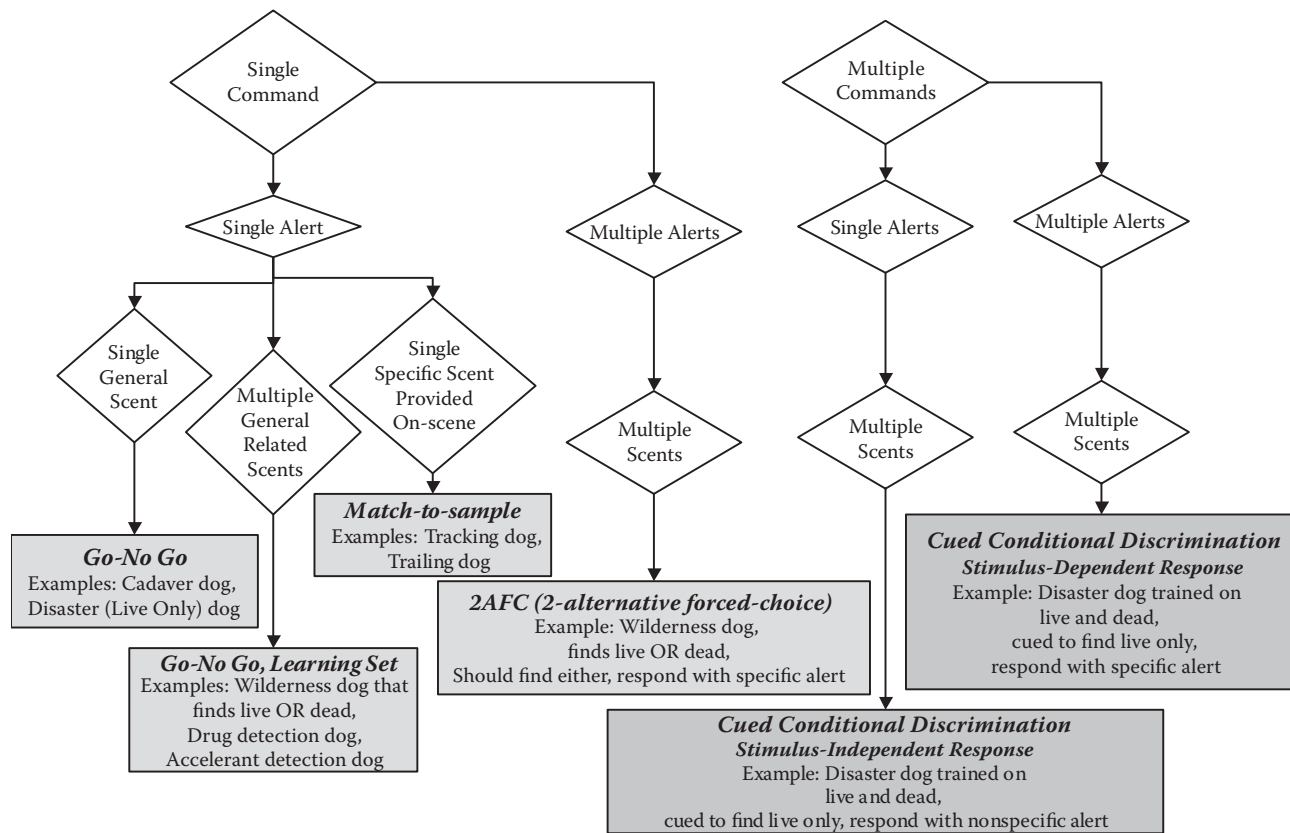 Single
Command
Multiple
Commands
Single Alert
Multiple Alerts
Single Alerts
Multiple Alerts
Single
General
Scent
Multiple
General
Related
Scents
Single
Specific Scent
Provided
On-scene
Multiple
Scents
Multiple
Scents
Multiple
Scents
Go-No Go
Examples: Cadaver dog,
Disaster (Live Only) dog
Go-No Go, Learning Set
Examples: Wilderness dog that
finds live OR dead,
Drug detection dog,
Accelerant detection dog
Match-to-sample
Examples: Tracking dog,
Trailing dog
2AFC (2-alternative forced-choice)
Example: Wilderness dog,
finds live OR dead,
Should find either, respond with specific alert
Cued Conditional Discrimination
Stimulus-Independent Response
Example: Disaster dog trained on
live and dead,
cued to find live only, respond with nonspecific alert
Cued Conditional Discrimination
Stimulus-Dependent Response
Example: Disaster dog trained on
live and dead,
cued to find live only,
respond with specific alert